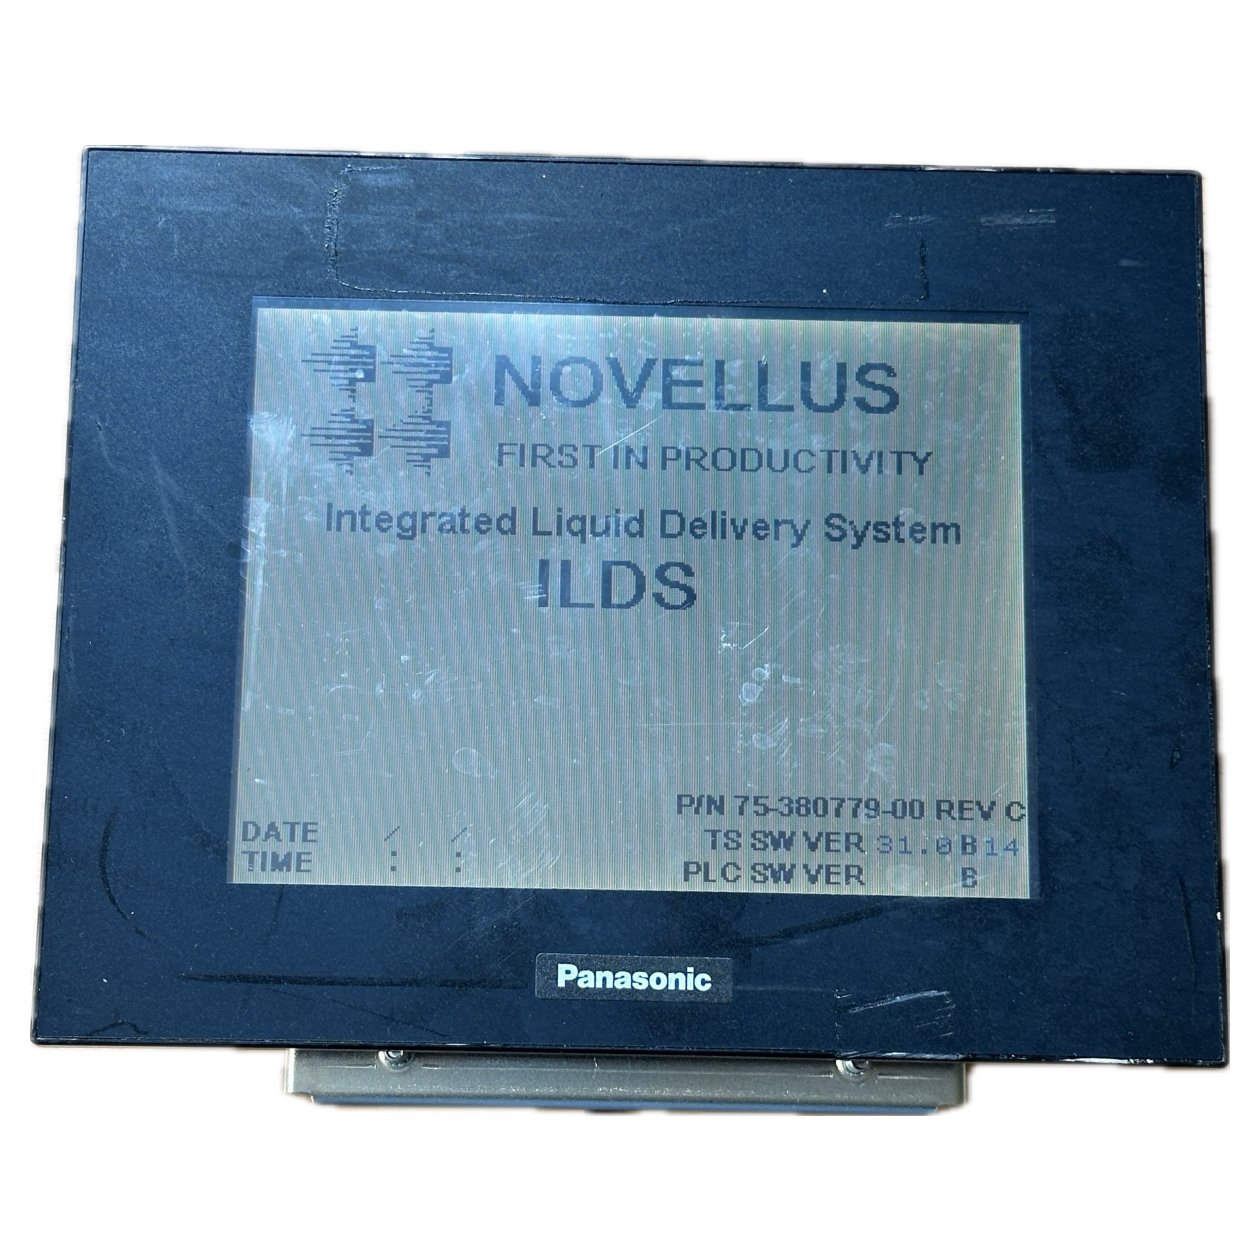 NOVELLUS
FIRST IN PRODUCTIVITY
Integrated Liquid Delivery System
ILDS
P/N 75-380779-00 REV C
DATE / / TS SW VER 31.0B14
TIME : : PLC SW VER B
Panasonic